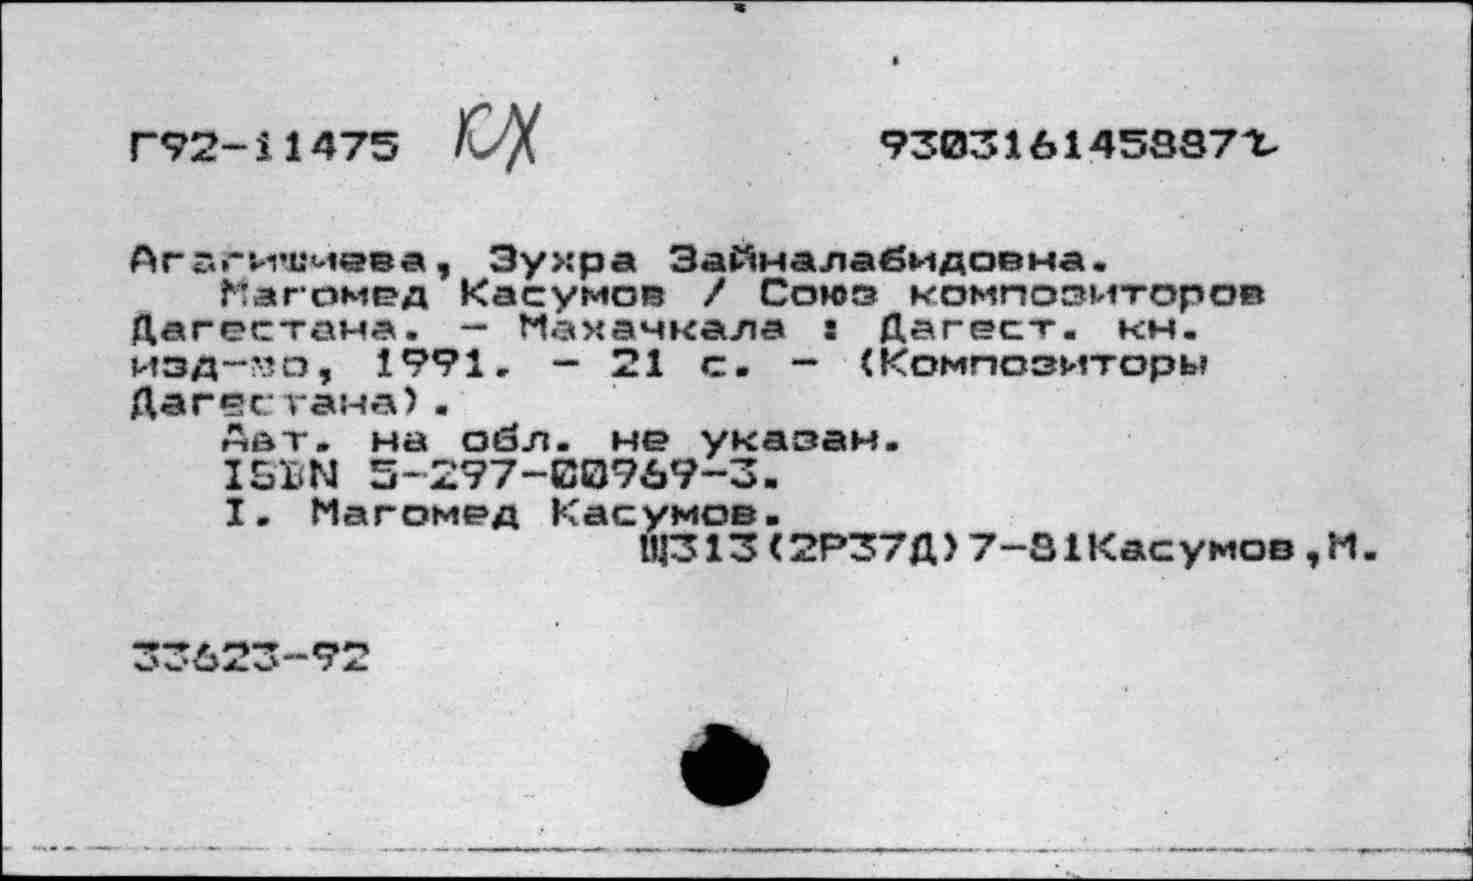 Г92-11475 КХ 930316145887Ъ
Агагишиева, Зухра Зайналабидовна.
Магомед Касумов / Союз композиторов
Дагестана. - Махачкала : Дагест. кн.
изд-во, 1991. - 21 с. - (Композиторы
Дагестана).
Авт. на обл. не указан.
ISBN 5-297-00969-3.
I. Магомед Касумов.
Щ313(2Р37Д)7-81Касумов,М.
33623-92